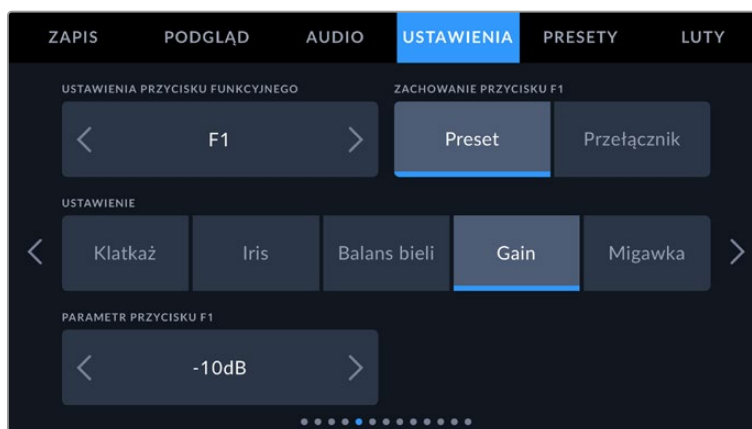 ZAPIS PODGLĄD AUDIO USTAWIENIA PRESETY LUTY
USTAWIENIA PRZYCISKU FUNKCYJNEGO ZACHOWANIE PRZYCISKU F1
F1 Preset Przełącznik
USTAWIENIE
Klatkaż Iris Balans bieli Gain Migawka
PARAMETR PRZYCISKU F1
-10dB